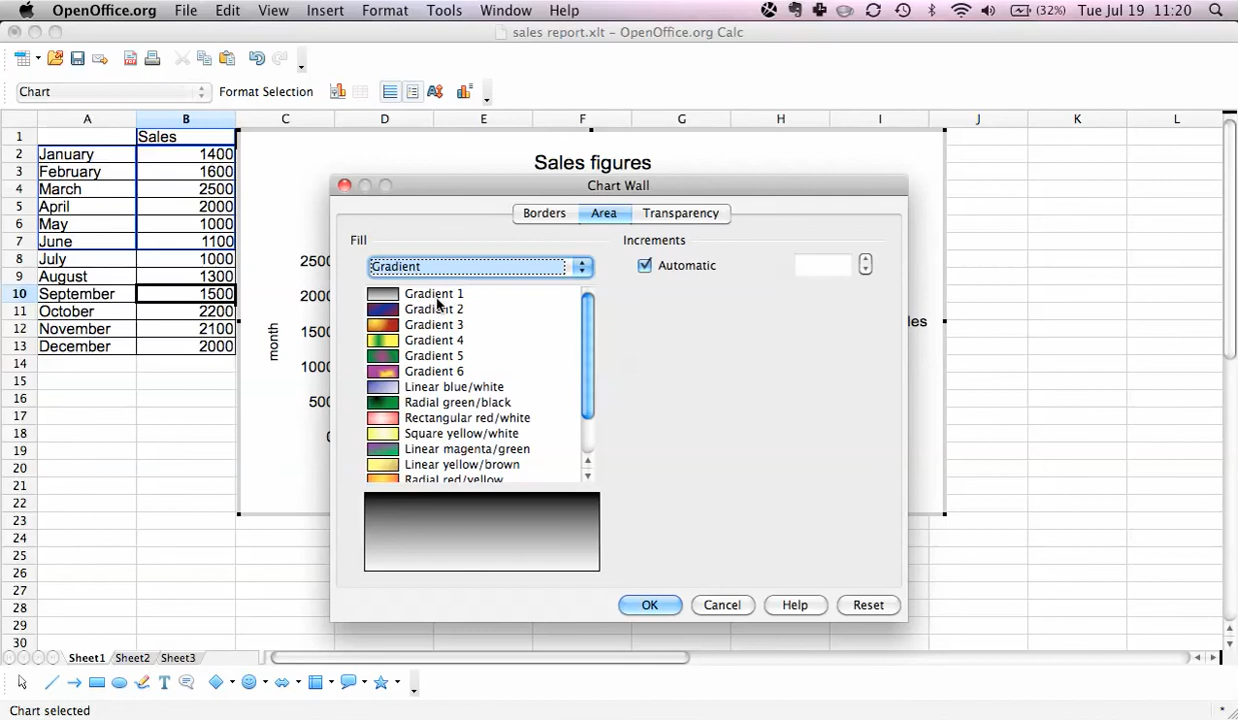 OpenOffice.org File Edit View Insert Format Tools Window Help (32%) Tue Jul 19 11:20
sales report.xlt - OpenOffice.org Calc
Chart Format Selection
A B C D E F G H I J K L
1 Sales
2 January 1400
3 February 1600
4 March 2500
5 April 2000
6 May 1000
7 June 1100
8 July 1000
9 August 1300
10 September 1500
11 October 2200
12 November 2100
13 December 2000
14
15
16
17
18
19
20
21
22
23
24
25
26
27
28
29
30
Sales figures
2500
2000
1500
1000
500
0
month
les
Chart Wall
Borders Area Transparency
Fill
Gradient
Gradient 1
Gradient 2
Gradient 3
Gradient 4
Gradient 5
Gradient 6
Linear blue/white
Radial green/black
Rectangular red/white
Square yellow/white
Linear magenta/green
Linear yellow/brown
Radial red/yellow
Increments
Automatic
OK Cancel Help Reset
Sheet1 Sheet2 Sheet3
T
Chart selected *